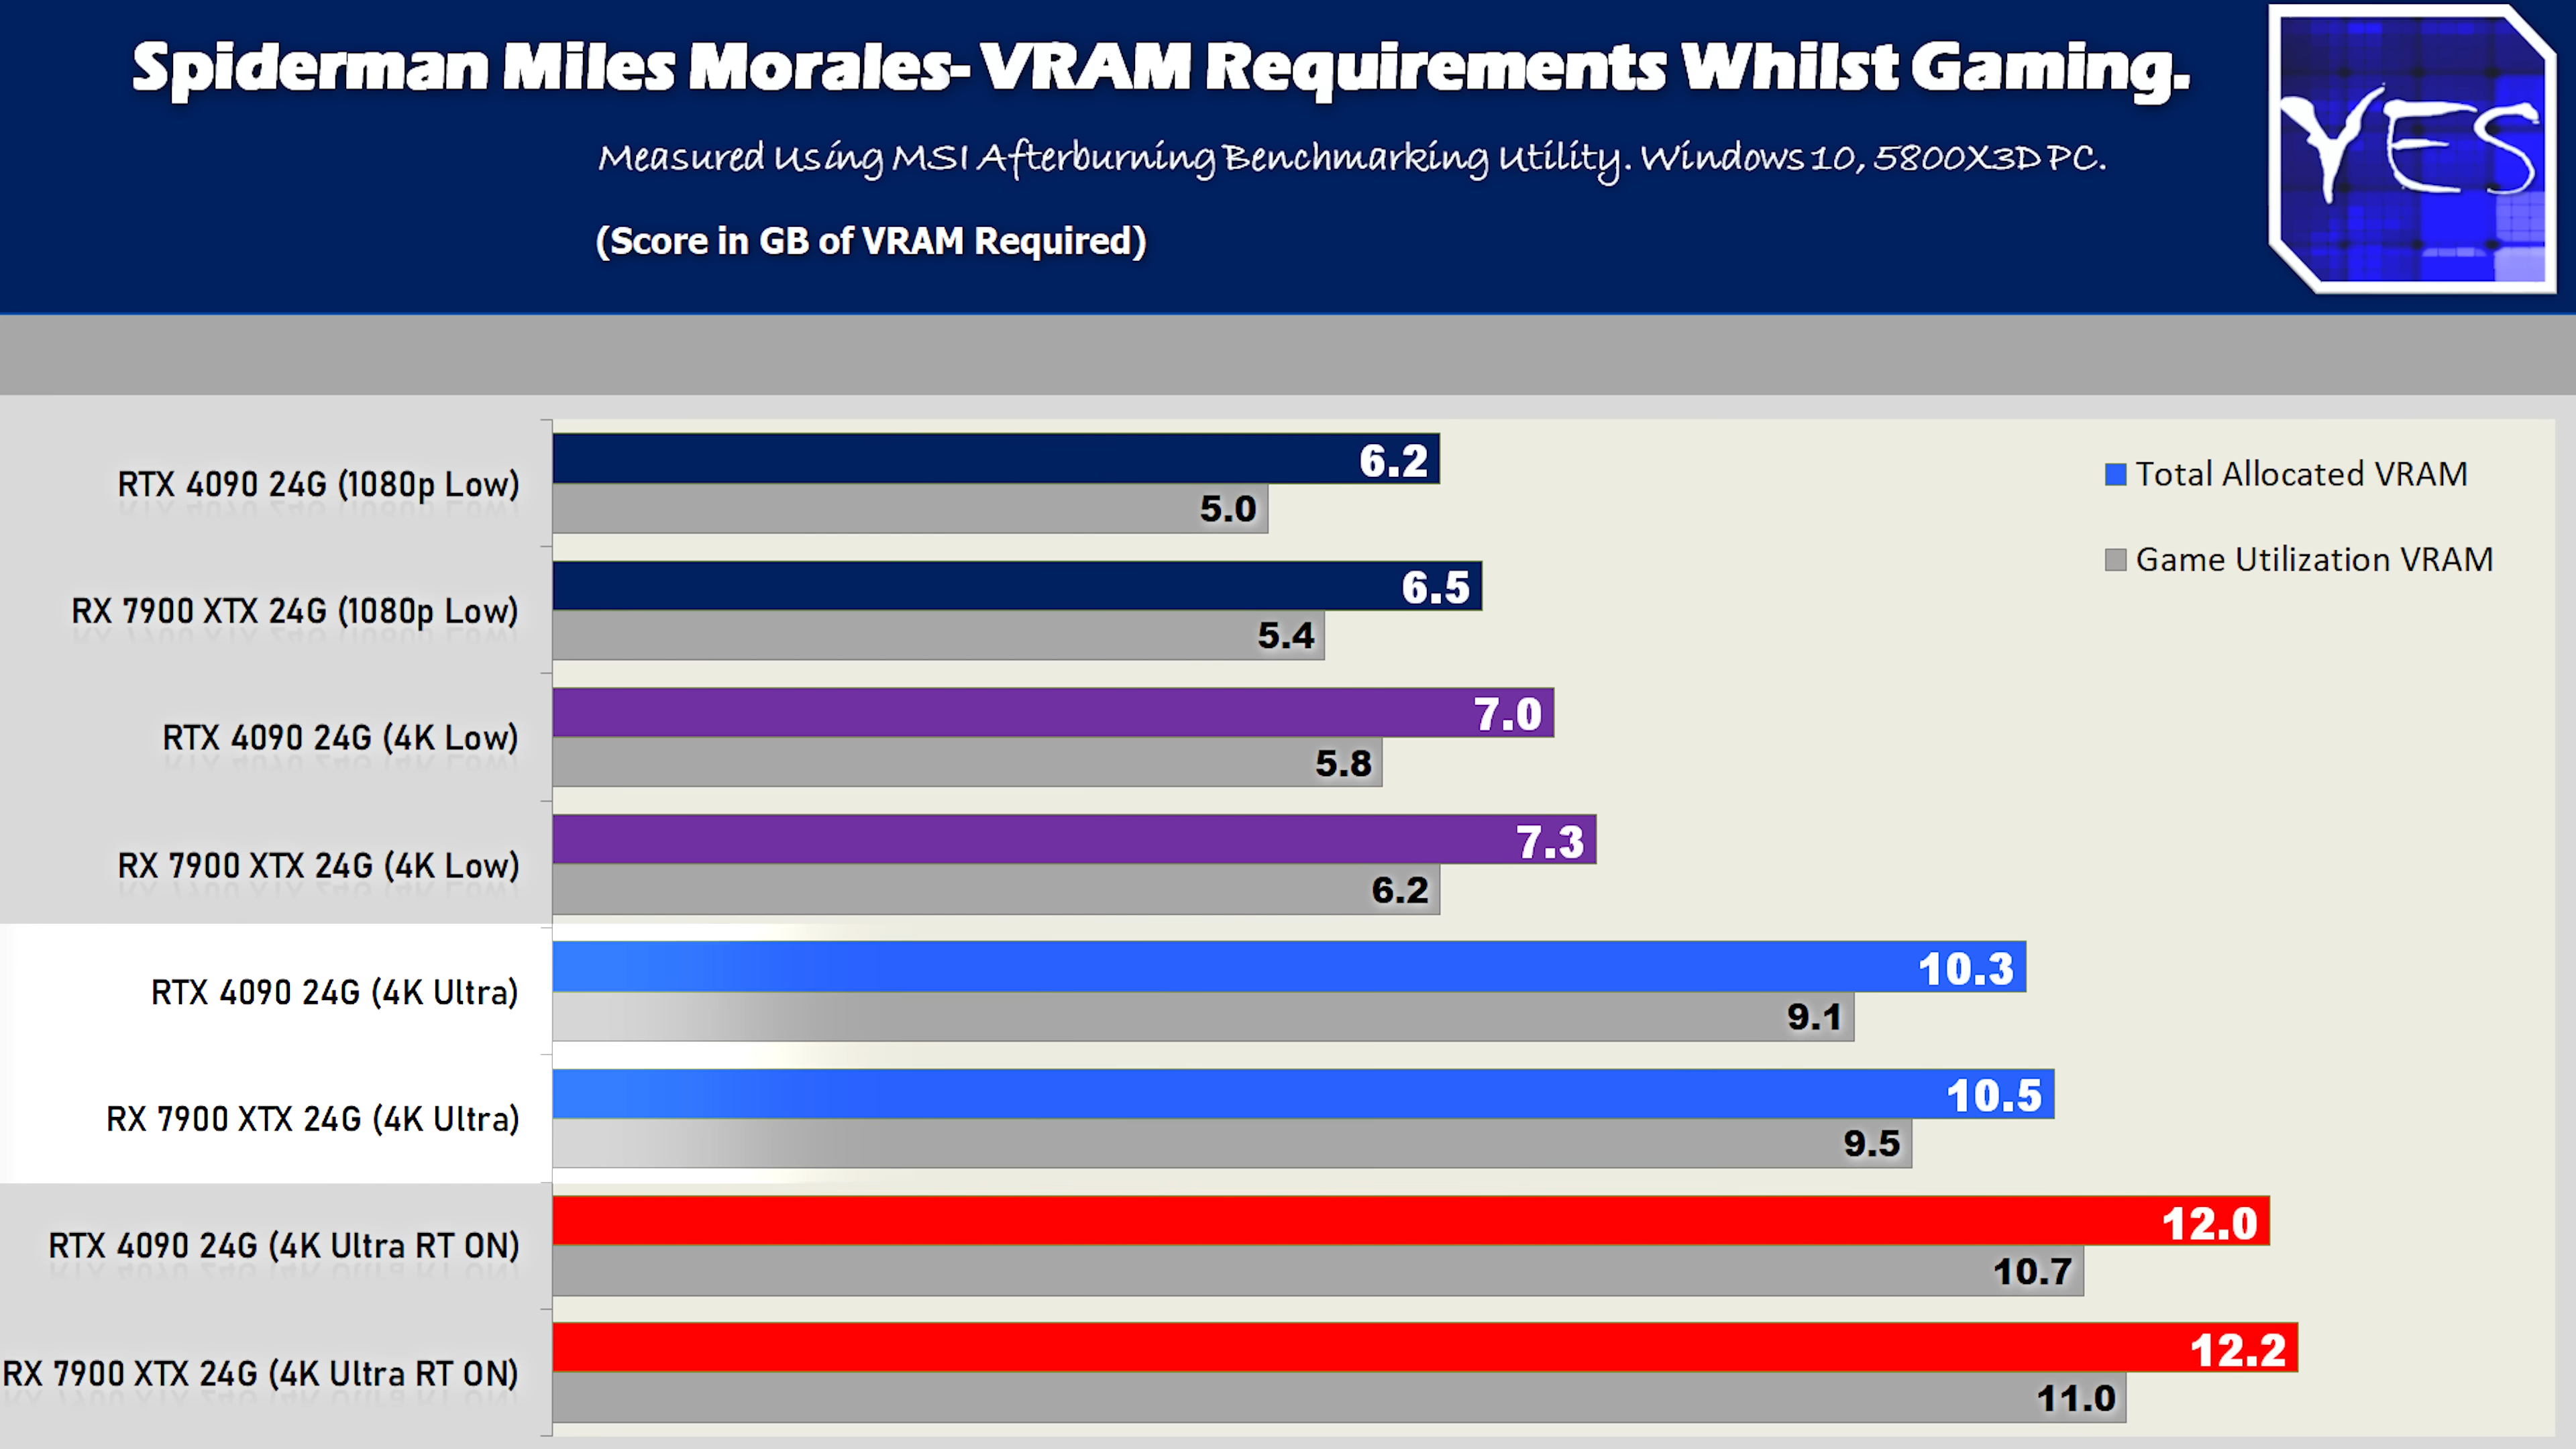 Spiderman Miles Morales- VRAM Requirements Whilst Gaming.
YES
Measured Using MSI Afterburning Benchmarking Utility. Windows 10, 5800X3D PC.
(Score in GB of VRAM Required)
Total Allocated VRAM
Game Utilization VRAM
RTX 4090 24G (1080p Low)
6.2
5.0
RX 7900 XTX 24G (1080p Low)
6.5
5.4
RTX 4090 24G (4K Low)
7.0
5.8
RX 7900 XTX 24G (4K Low)
7.3
6.2
RTX 4090 24G (4K Ultra)
10.3
9.1
RX 7900 XTX 24G (4K Ultra)
10.5
9.5
RTX 4090 24G (4K Ultra RT ON)
12.0
10.7
RX 7900 XTX 24G (4K Ultra RT ON)
12.2
11.0